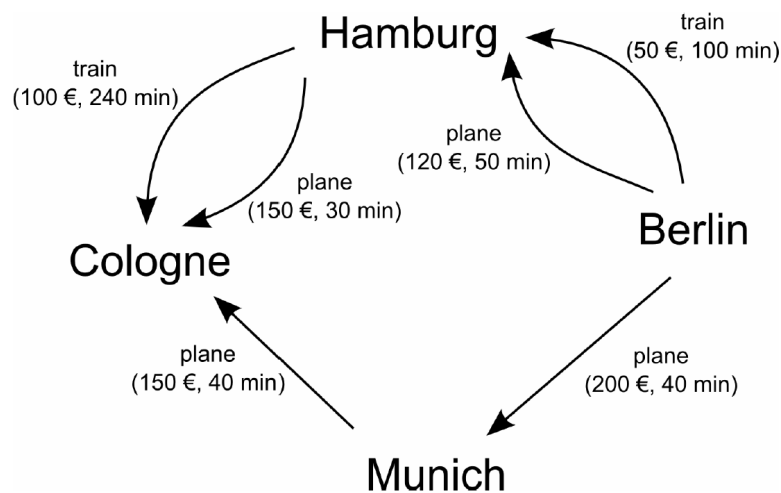 Hamburg
train
(50 €, 100 min)
train
(100 €, 240 min)
plane
(120 €, 50 min)
plane
(150 €, 30 min)
Berlin
Cologne
plane
(150 €, 40 min)
plane
(200 €, 40 min)
Munich